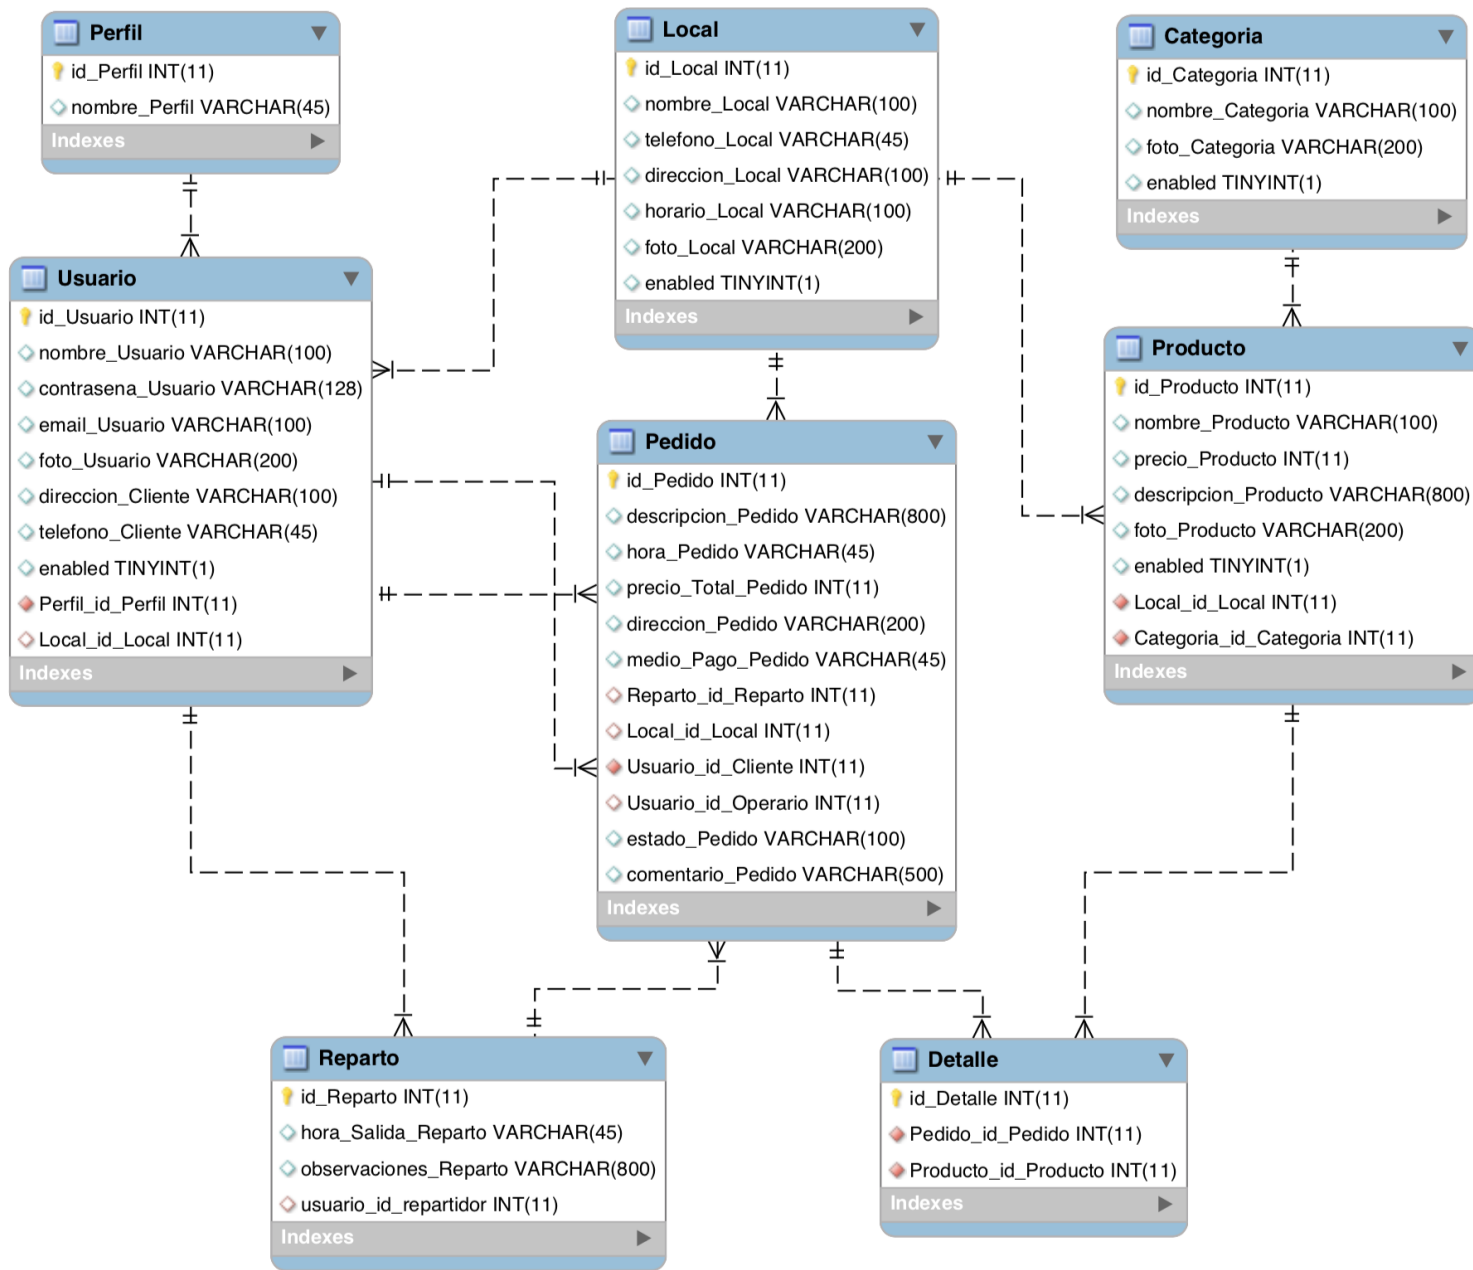 Perfil
id_Perfil INT(11)
nombre_Perfil VARCHAR(45)
Indexes
Local
id_Local INT(11)
nombre_Local VARCHAR(100)
telefono_Local VARCHAR(45)
direccion_Local VARCHAR(100)
horario_Local VARCHAR(100)
foto_Local VARCHAR(200)
enabled TINYINT(1)
Indexes
Categoria
id_Categoria INT(11)
nombre_Categoria VARCHAR(100)
foto_Categoria VARCHAR(200)
enabled TINYINT(1)
Indexes
Usuario
id_Usuario INT(11)
nombre_Usuario VARCHAR(100)
contrasena_Usuario VARCHAR(128)
email_Usuario VARCHAR(100)
foto_Usuario VARCHAR(200)
direccion_Cliente VARCHAR(100)
telefono_Cliente VARCHAR(45)
enabled TINYINT(1)
Perfil_id_Perfil INT(11)
Local_id_Local INT(11)
Indexes
Pedido
id_Pedido INT(11)
descripcion_Pedido VARCHAR(800)
hora_Pedido VARCHAR(45)
precio_Total_Pedido INT(11)
direccion_Pedido VARCHAR(200)
medio_Pago_Pedido VARCHAR(45)
Reparto_id_Reparto INT(11)
Local_id_Local INT(11)
Usuario_id_Cliente INT(11)
Usuario_id_Operario INT(11)
estado_Pedido VARCHAR(100)
comentario_Pedido VARCHAR(500)
Indexes
Producto
id_Producto INT(11)
nombre_Producto VARCHAR(100)
precio_Producto INT(11)
descripcion_Producto VARCHAR(800)
foto_Producto VARCHAR(200)
enabled TINYINT(1)
Local_id_Local INT(11)
Categoria_id_Categoria INT(11)
Indexes
Reparto
id_Reparto INT(11)
hora_Salida_Reparto VARCHAR(45)
observaciones_Reparto VARCHAR(800)
usuario_id_repartidor INT(11)
Indexes
Detalle
id_Detalle INT(11)
Pedido_id_Pedido INT(11)
Producto_id_Producto INT(11)
Indexes